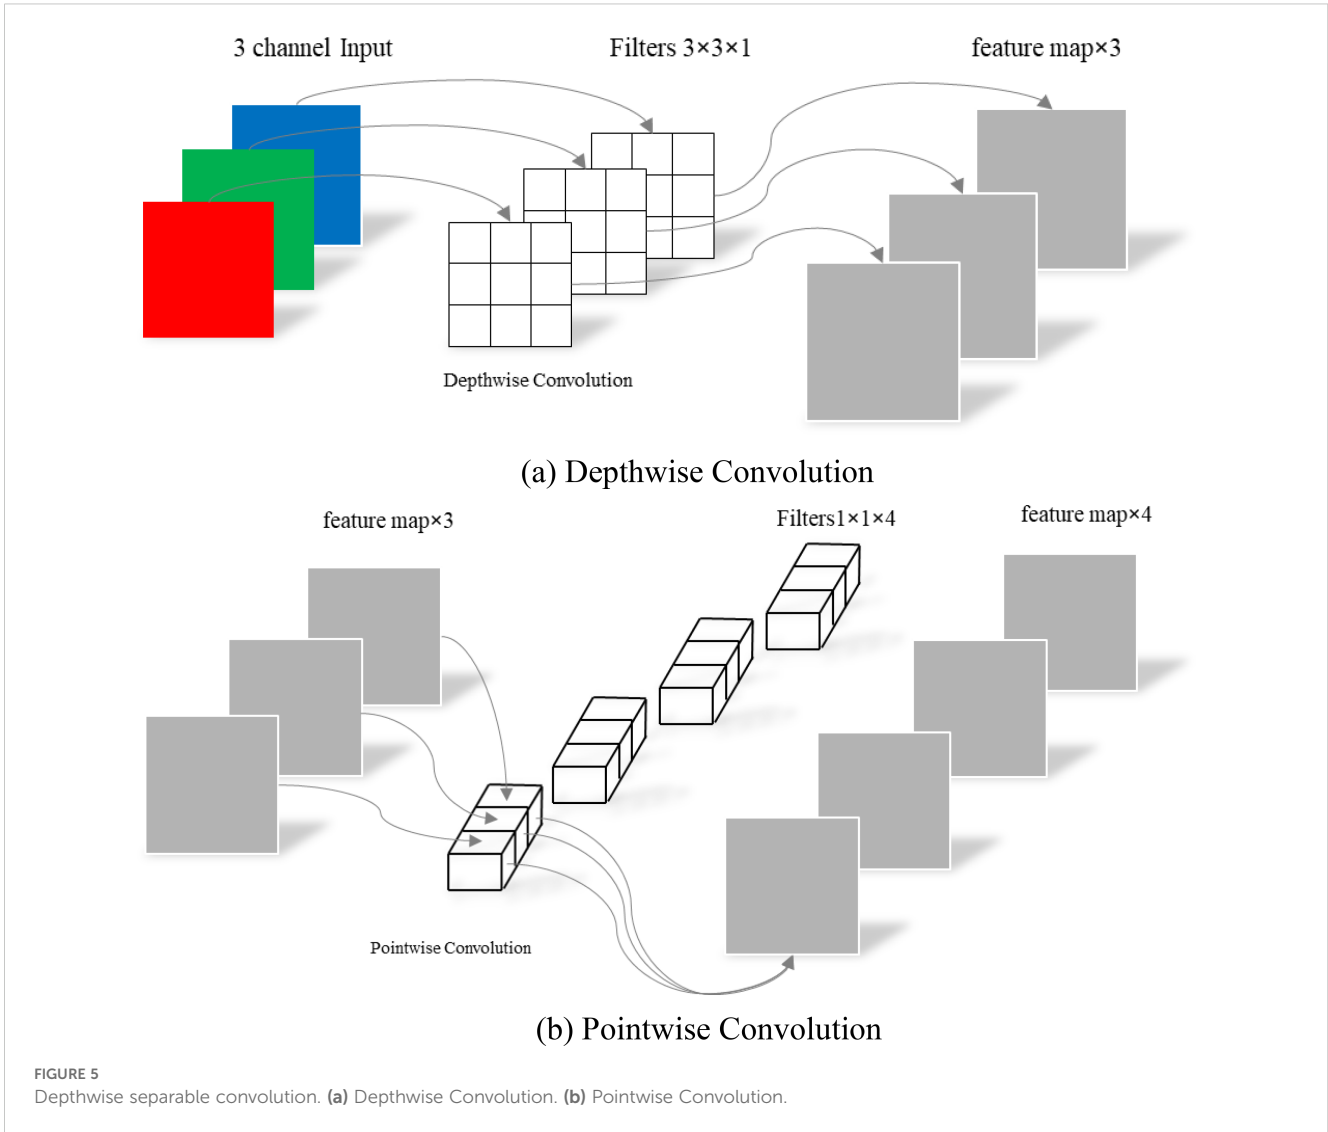 3 channel Input
Filters 3×3×1
feature map×3
Depthwise Convolution
(a) Depthwise Convolution
feature map×3
Filters1×1×4
feature map×4
Pointwise Convolution
(b) Pointwise Convolution
FIGURE 5
Depthwise separable convolution. (a) Depthwise Convolution. (b) Pointwise Convolution.